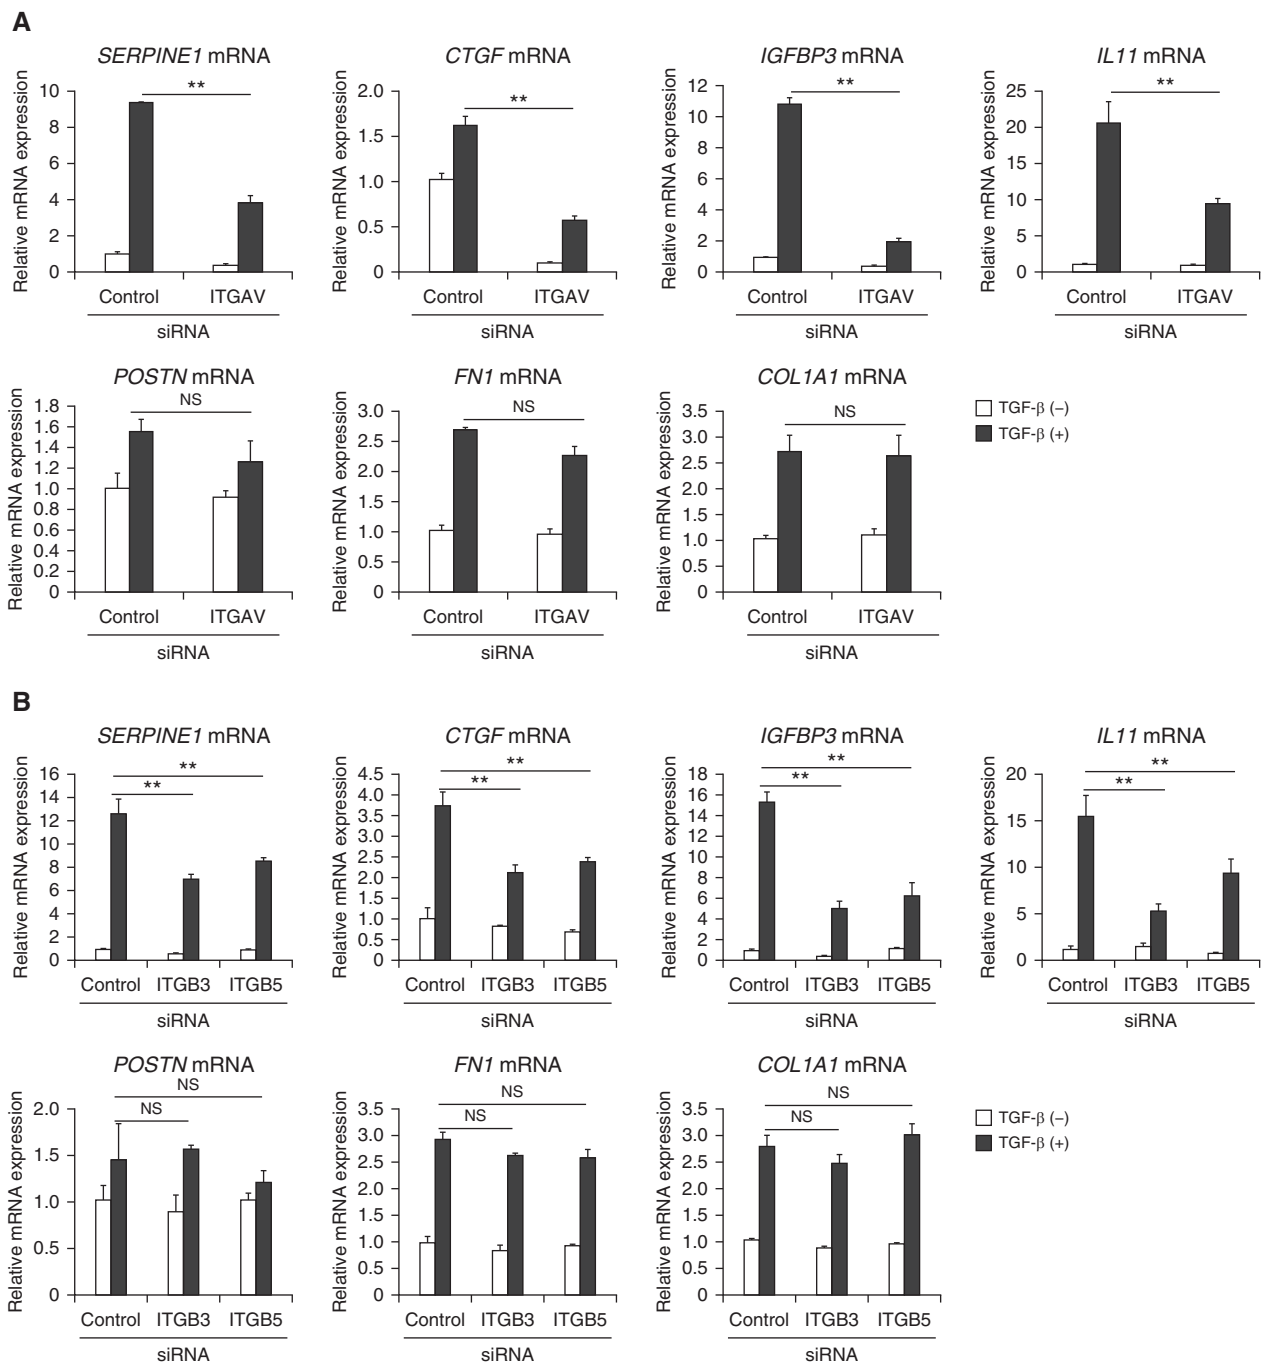 A
SERPINE1 mRNA
Relative mRNA expression
10
8
6
4
2
0
**
Control ITGAV
siRNA
CTGF mRNA
Relative mRNA expression
2.0
1.5
1.0
0.5
0
**
Control ITGAV
siRNA
IGFBP3 mRNA
Relative mRNA expression
12
10
8
6
4
2
0
**
Control ITGAV
siRNA
IL11 mRNA
Relative mRNA expression
25
20
15
10
5
0
**
Control ITGAV
siRNA
POSTN mRNA
Relative mRNA expression
1.8
1.6
1.4
1.2
1.0
0.8
0.6
0.4
0.2
0
NS
Control ITGAV
siRNA
FN1 mRNA
Relative mRNA expression
3.0
2.5
2.0
1.5
1.0
0.5
0
NS
Control ITGAV
siRNA
COL1A1 mRNA
Relative mRNA expression
3.5
3.0
2.5
2.0
1.5
1.0
0.5
0
NS
Control ITGAV
siRNA
TGF-β (−)
TGF-β (+)
B
SERPINE1 mRNA
Relative mRNA expression
16
14
12
10
8
6
4
2
0
**
**
Control ITGB3 ITGB5
siRNA
CTGF mRNA
Relative mRNA expression
4.5
4.0
3.5
3.0
2.5
2.0
1.5
1.0
0.5
0
**
**
Control ITGB3 ITGB5
siRNA
IGFBP3 mRNA
Relative mRNA expression
18
16
14
12
10
8
6
4
2
0
**
**
Control ITGB3 ITGB5
siRNA
IL11 mRNA
Relative mRNA expression
20
15
10
5
0
**
**
Control ITGB3 ITGB5
siRNA
POSTN mRNA
Relative mRNA expression
2.0
1.5
1.0
0.5
0
NS
NS
Control ITGB3 ITGB5
siRNA
FN1 mRNA
Relative mRNA expression
3.5
3.0
2.5
2.0
1.5
1.0
0.5
0
NS
NS
Control ITGB3 ITGB5
siRNA
COL1A1 mRNA
Relative mRNA expression
3.5
3.0
2.5
2.0
1.5
1.0
0.5
0
NS
NS
Control ITGB3 ITGB5
siRNA
TGF-β (−)
TGF-β (+)